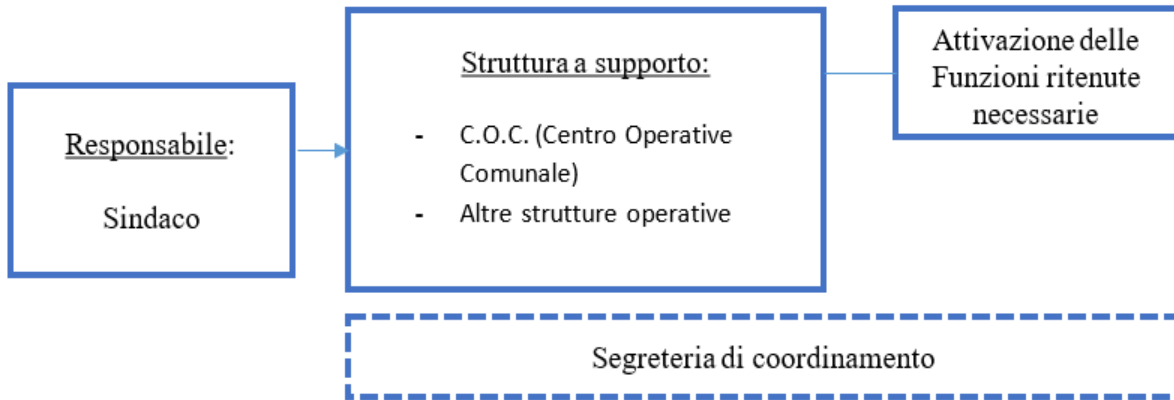 Responsabile:
Sindaco
Struttura a supporto:
- C.O.C. (Centro Operative
Comunale)
- Altre strutture operative
Attivazione delle
Funzioni ritenute
necessarie
Segreteria di coordinamento